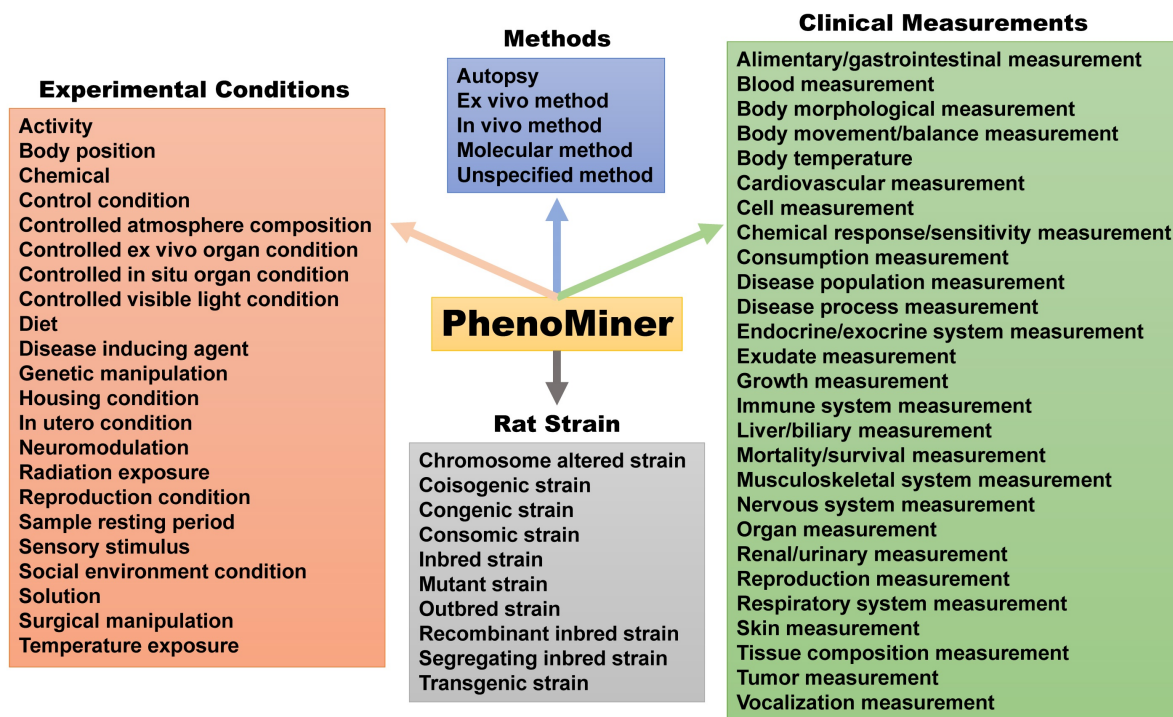 Experimental Conditions
Activity
Body position
Chemical
Control condition
Controlled atmosphere composition
Controlled ex vivo organ condition
Controlled in situ organ condition
Controlled visible light condition
Diet
Disease inducing agent
Genetic manipulation
Housing condition
In utero condition
Neuromodulation
Radiation exposure
Reproduction condition
Sample resting period
Sensory stimulus
Social environment condition
Solution
Surgical manipulation
Temperature exposure
Methods
Autopsy
Ex vivo method
In vivo method
Molecular method
Unspecified method
PhenoMiner
Rat Strain
Chromosome altered strain
Coisogenic strain
Congenic strain
Consomic strain
Inbred strain
Mutant strain
Outbred strain
Recombinant inbred strain
Segregating inbred strain
Transgenic strain
Clinical Measurements
Alimentary/gastrointestinal measurement
Blood measurement
Body morphological measurement
Body movement/balance measurement
Body temperature
Cardiovascular measurement
Cell measurement
Chemical response/sensitivity measurement
Consumption measurement
Disease population measurement
Disease process measurement
Endocrine/exocrine system measurement
Exudate measurement
Growth measurement
Immune system measurement
Liver/biliary measurement
Mortality/survival measurement
Musculoskeletal system measurement
Nervous system measurement
Organ measurement
Renal/urinary measurement
Reproduction measurement
Respiratory system measurement
Skin measurement
Tissue composition measurement
Tumor measurement
Vocalization measurement